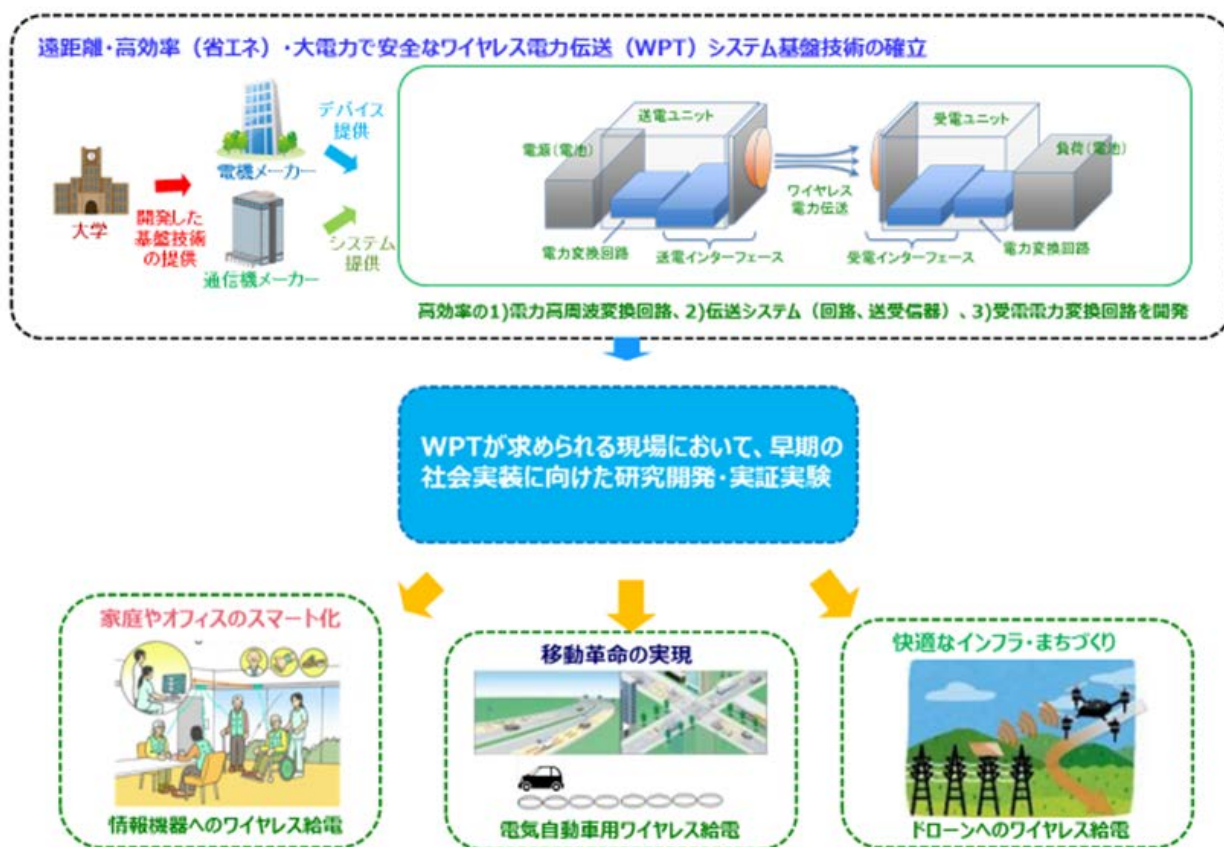 遠距離・高効率（省エネ）・大電力で安全なワイヤレス電力伝送（WPT）システム基盤技術の確立
大学
開発した
基盤技術
の提供
電機メーカー
通信機メーカー
デバイス
提供
システム
提供
電源(電池)
送電ユニット
受電ユニット
負荷(電池)
ワイヤレス
電力伝送
電力変換回路
送電インターフェース
受電インターフェース
電力変換回路
高効率の1)電力高周波変換回路、2)伝送システム（回路、送受信器）、3)受電電力変換回路を開発
WPTが求められる現場において、早期の
社会実装に向けた研究開発・実証実験
家庭やオフィスのスマート化
情報機器へのワイヤレス給電
移動革命の実現
電気自動車用ワイヤレス給電
快適なインフラ・まちづくり
ドローンへのワイヤレス給電